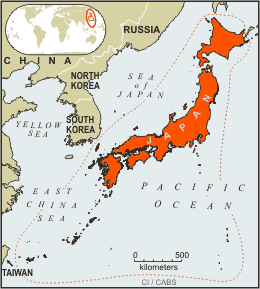 A
RUSSIA
CHINA
NORTH
KOREA
SEA
of
JAPAN
YELLOW
SEA
SOUTH
KOREA
JAPAN
EAST
CHINA
SEA
PACIFIC
OCEAN
TAIWAN
0 500
kilometers
CI / CABS